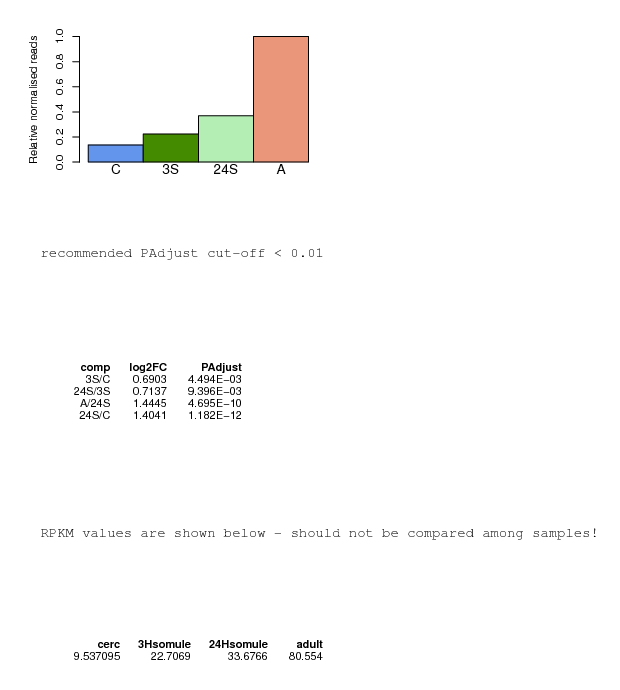 Relative normalised reads
1.0
0.8
0.6
0.4
0.2
0.0
C 3S 24S A
recommended PAdjust cut-off < 0.01
comp log2FC PAdjust
3S/C 0.6903 4.494E−03
24S/3S 0.7137 9.396E−03
A/24S 1.4445 4.695E−10
24S/C 1.4041 1.182E−12
RPKM values are shown below - should not be compared among samples!
cerc 3Hsomule 24Hsomule adult
9.537095 22.7069 33.6766 80.554